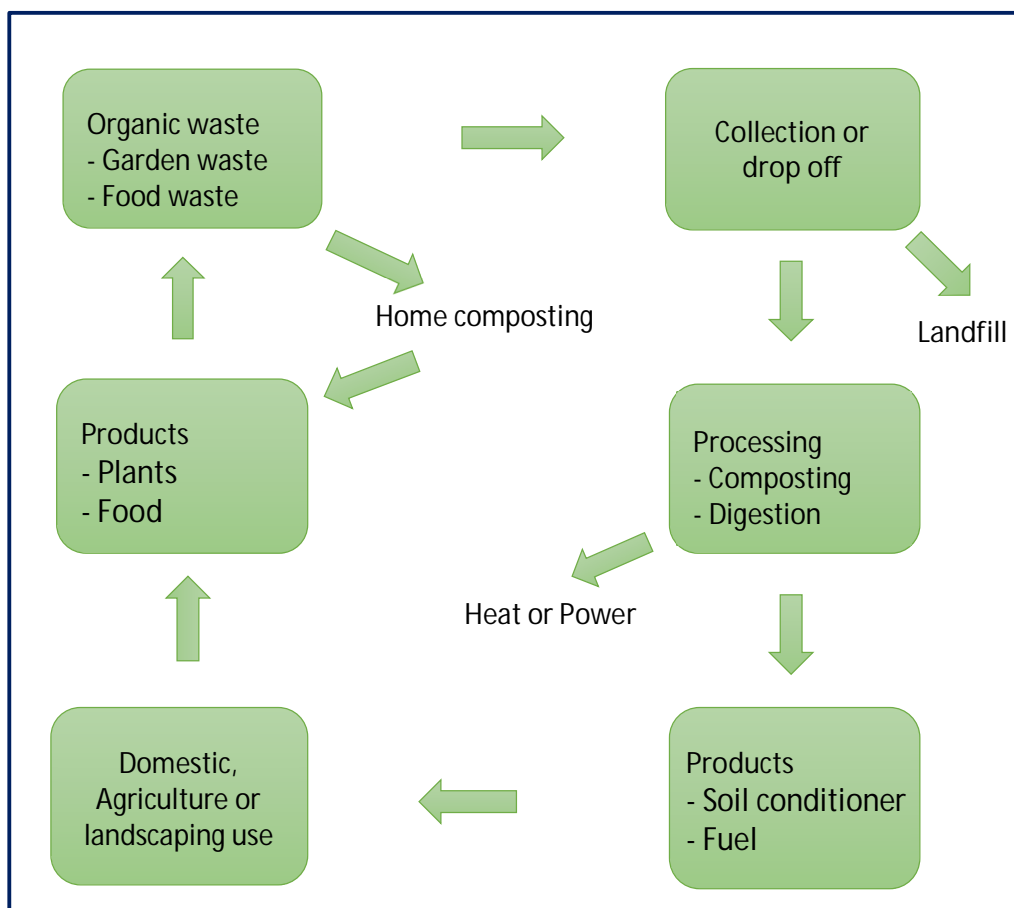 Organic waste
- Garden waste
- Food waste
Collection or
drop off
Home composting
Landfill
Products
- Plants
- Food
Processing
- Composting
- Digestion
Heat or Power
Domestic,
Agriculture or
landscaping use
Products
- Soil conditioner
- Fuel